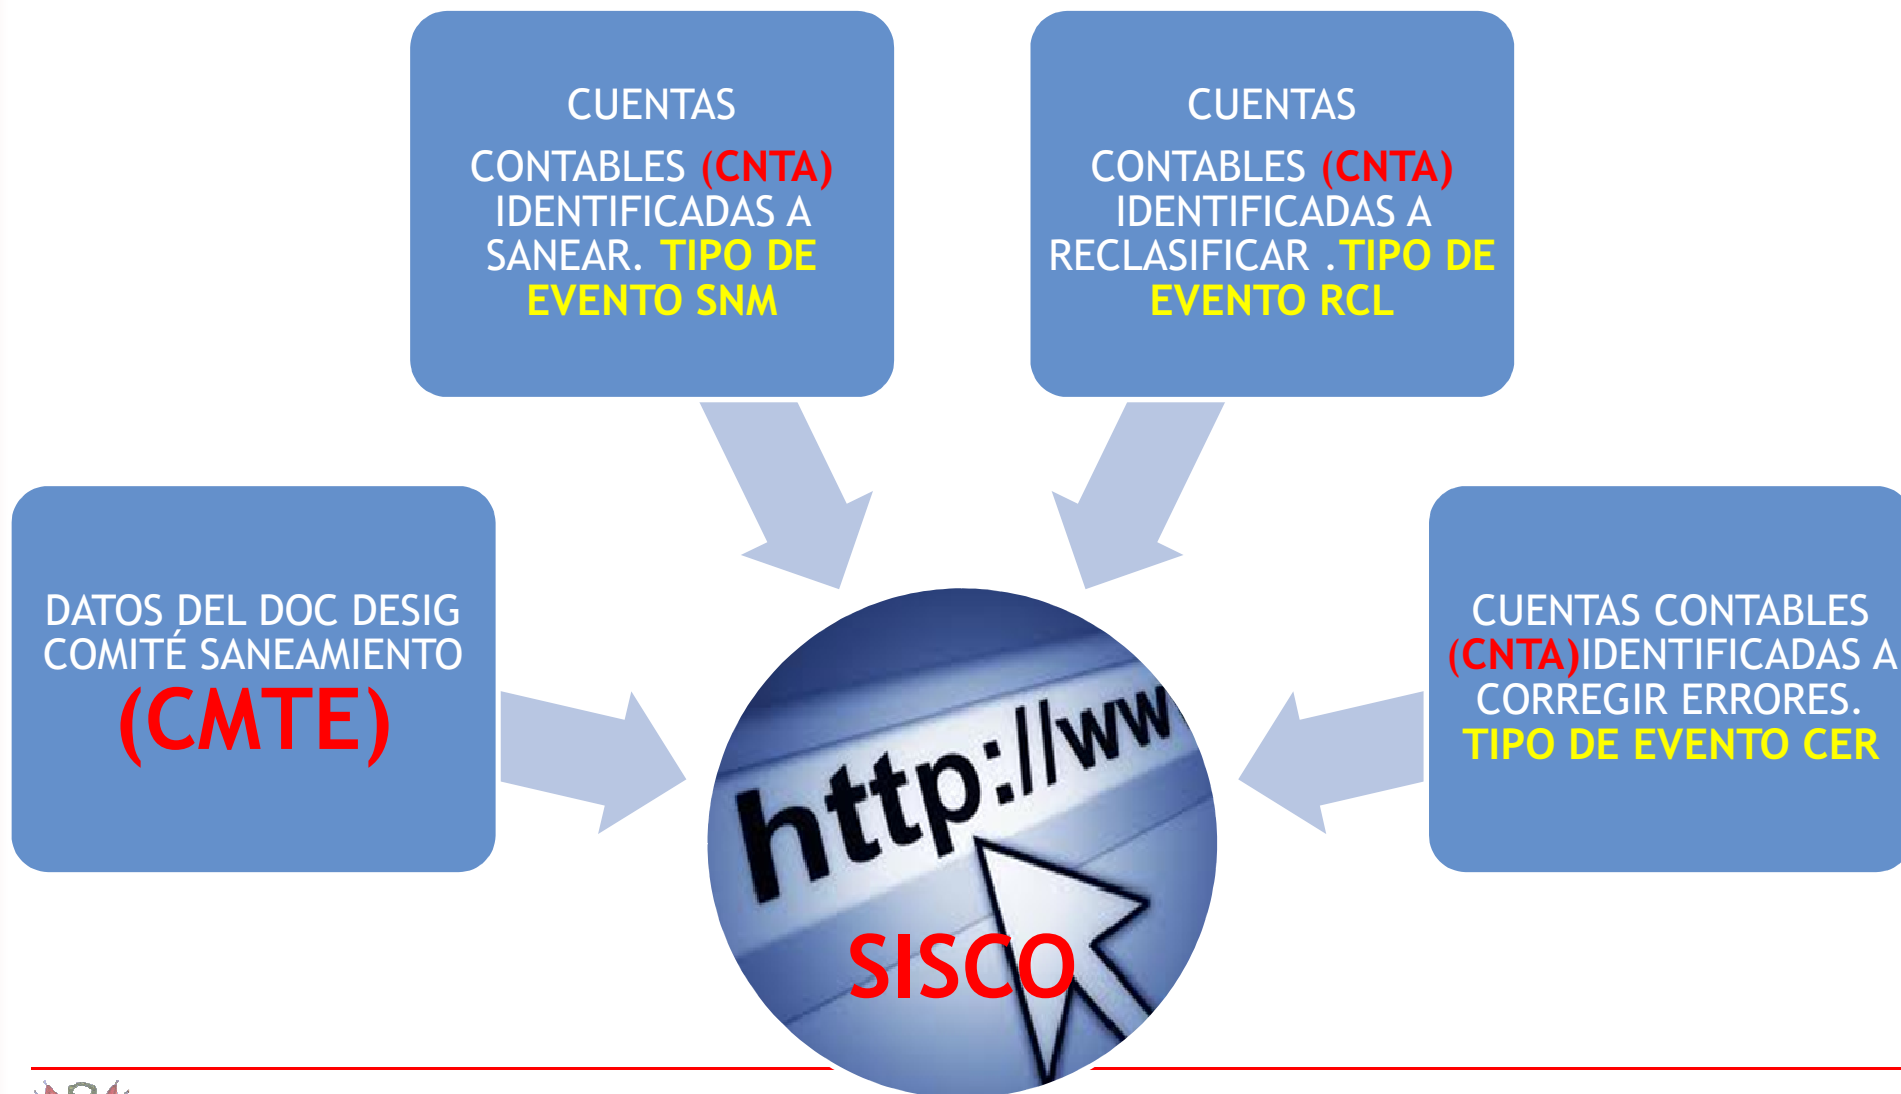 CUENTAS
CONTABLES (CNTA)
IDENTIFICADAS A
SANEAR. TIPO DE
EVENTO SNM
CUENTAS
CONTABLES (CNTA)
IDENTIFICADAS A
RECLASIFICAR .TIPO DE
EVENTO RCL
DATOS DEL DOC DESIG
COMITÉ SANEAMIENTO
(CMTE)
CUENTAS CONTABLES
(CNTA)IDENTIFICADAS A
CORREGIR ERRORES.
TIPO DE EVENTO CER
http://ww
SISCO